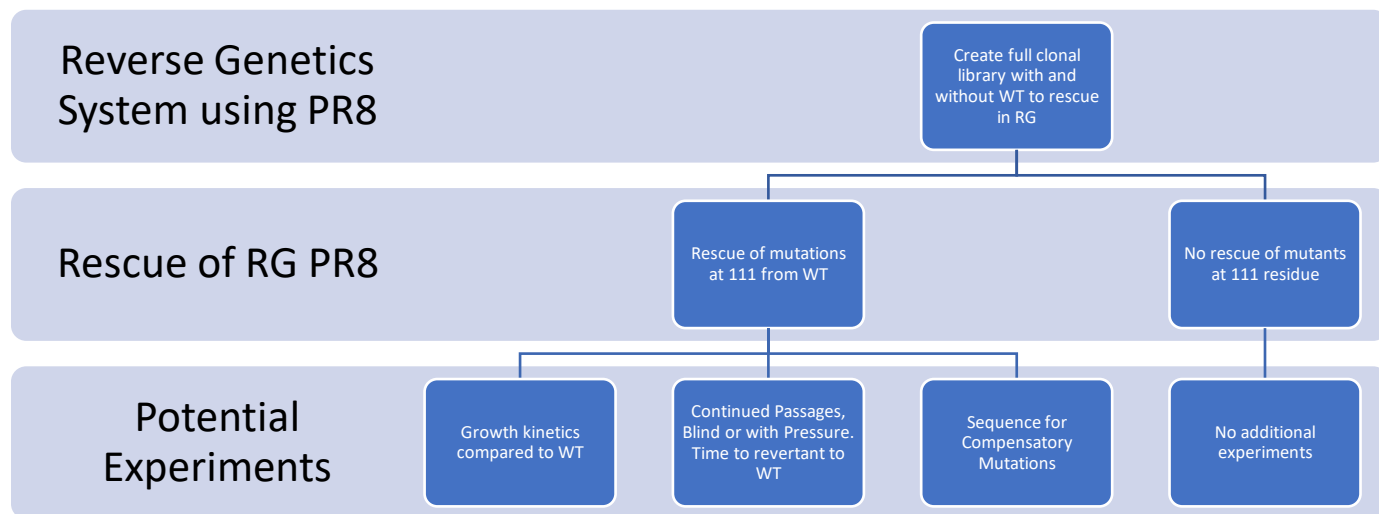 Reverse Genetics
System using PR8
Create full clonal
library with and
without WT to rescue
in RG
Rescue of RG PR8
Rescue of mutations
at 111 from WT
No rescue of mutants
at 111 residue
Potential
Experiments
Growth kinetics
compared to WT
Continued Passages,
Blind or with Pressure.
Time to revertant to
WT
Sequence for
Compensatory
Mutations
No additional
experiments